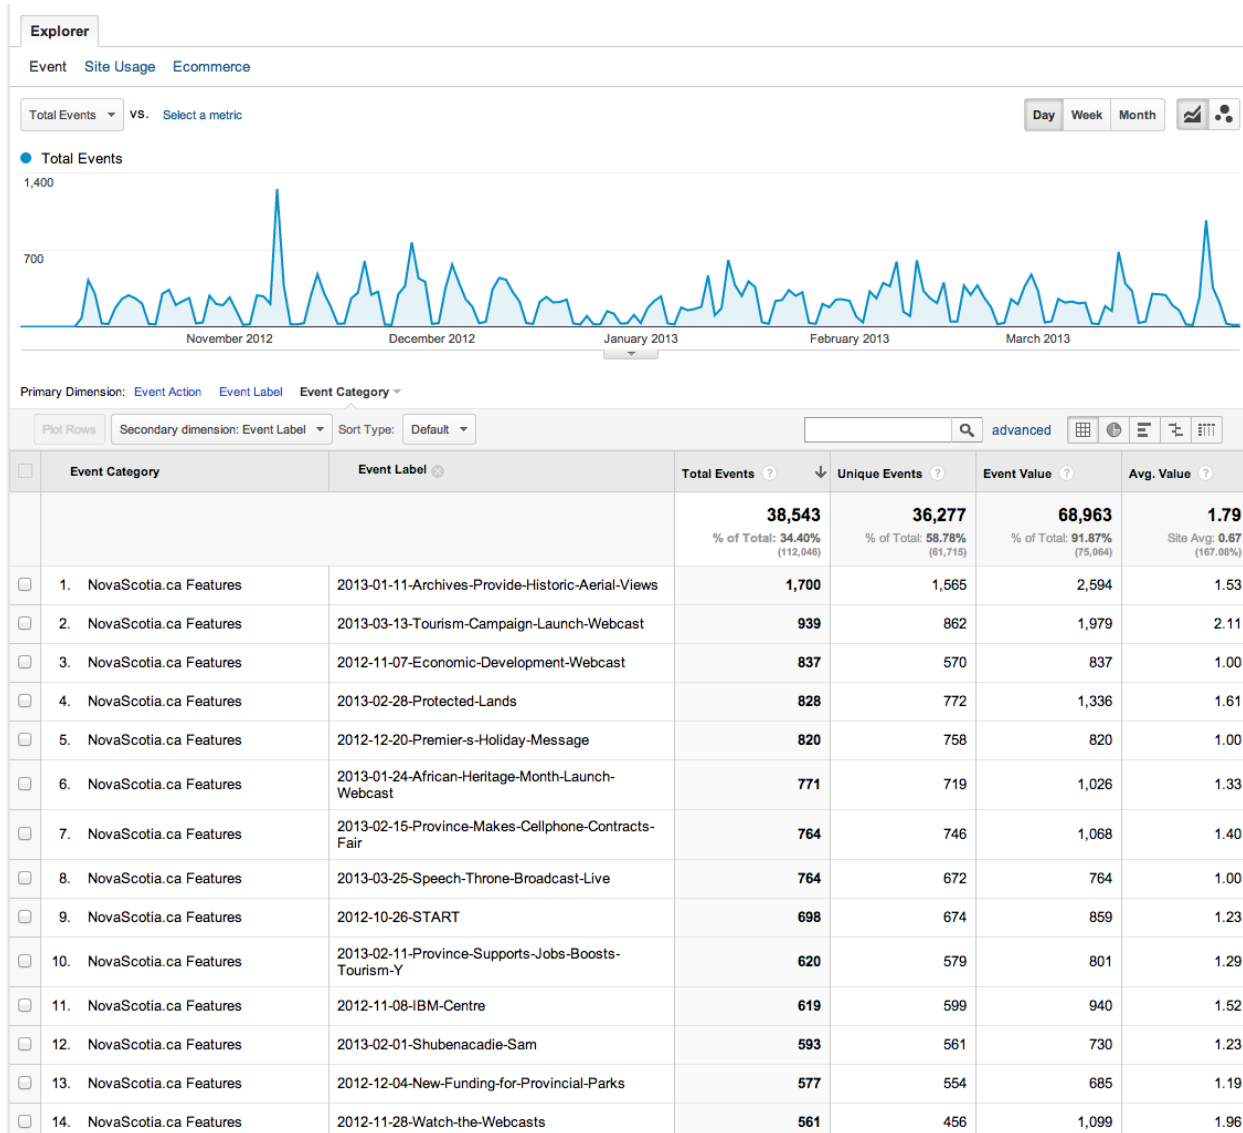 Explorer
Event Site Usage Ecommerce
Total Events VS. Select a metric Day Week Month
Total Events
1,400
700
November 2012 December 2012 January 2013 February 2013 March 2013
Primary Dimension: Event Action Event Label Event Category
Plot Rows Secondary dimension: Event Label Sort Type: Default advanced
Event Category Event Label Total Events ? Unique Events ? Event Value ? Avg. Value ?
38,543 36,277 68,963 1.79
% of Total: 34.40% % of Total: 58.78% % of Total: 91.87% Site Avg: 0.67
(112,046) (61,715) (75,064) (167.08%)
1. NovaScotia.ca Features 2013-01-11-Archives-Provide-Historic-Aerial-Views 1,700 1,565 2,594 1.53
2. NovaScotia.ca Features 2013-03-13-Tourism-Campaign-Launch-Webcast 939 862 1,979 2.11
3. NovaScotia.ca Features 2012-11-07-Economic-Development-Webcast 837 570 837 1.00
4. NovaScotia.ca Features 2013-02-28-Protected-Lands 828 772 1,336 1.61
5. NovaScotia.ca Features 2012-12-20-Premier-s-Holiday-Message 820 758 820 1.00
6. NovaScotia.ca Features 2013-01-24-African-Heritage-Month-Launch-
Webcast 771 719 1,026 1.33
7. NovaScotia.ca Features 2013-02-15-Province-Makes-Cellphone-Contracts-
Fair 764 746 1,068 1.40
8. NovaScotia.ca Features 2013-03-25-Speech-Throne-Broadcast-Live 764 672 764 1.00
9. NovaScotia.ca Features 2012-10-26-START 698 674 859 1.23
10. NovaScotia.ca Features 2013-02-11-Province-Supports-Jobs-Boosts-
Tourism-Y 620 579 801 1.29
11. NovaScotia.ca Features 2012-11-08-IBM-Centre 619 599 940 1.52
12. NovaScotia.ca Features 2013-02-01-Shubenacadie-Sam 593 561 730 1.23
13. NovaScotia.ca Features 2012-12-04-New-Funding-for-Provincial-Parks 577 554 685 1.19
14. NovaScotia.ca Features 2012-11-28-Watch-the-Webcasts 561 456 1,099 1.96